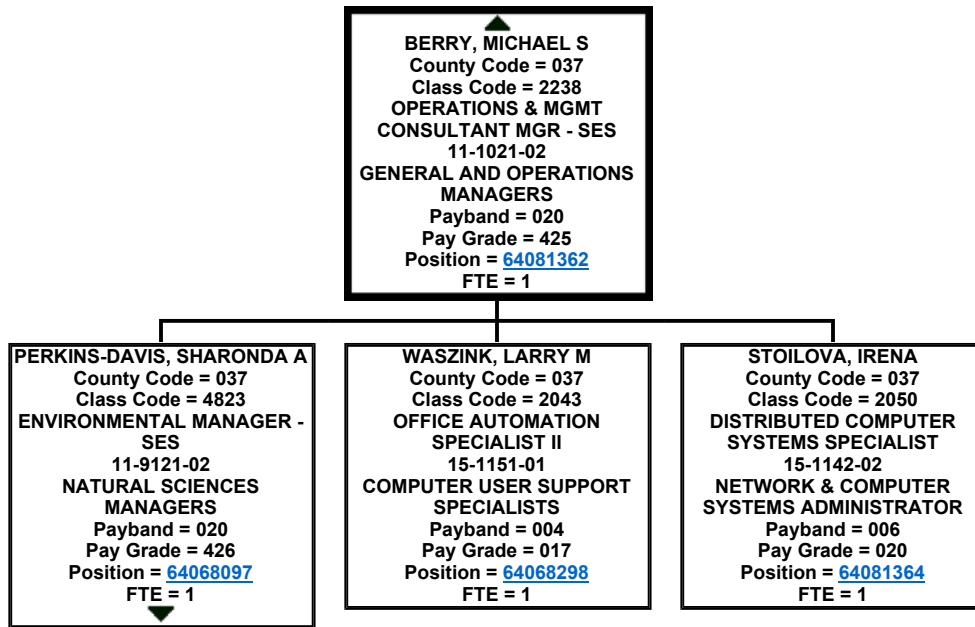 BERRY, MICHAEL S
County Code = 037
Class Code = 2238
OPERATIONS & MGMT
CONSULTANT MGR - SES
11-1021-02
GENERAL AND OPERATIONS
MANAGERS
Payband = 020
Pay Grade = 425
Position = 64081362
FTE = 1
PERKINS-DAVIS, SHARONDA A
County Code = 037
Class Code = 4823
ENVIRONMENTAL MANAGER -
SES
11-9121-02
NATURAL SCIENCES
MANAGERS
Payband = 020
Pay Grade = 426
Position = 64068097
FTE = 1
WASZINK, LARRY M
County Code = 037
Class Code = 2043
OFFICE AUTOMATION
SPECIALIST II
15-1151-01
COMPUTER USER SUPPORT
SPECIALISTS
Payband = 004
Pay Grade = 017
Position = 64068298
FTE = 1
STOILOVA, IRENA
County Code = 037
Class Code = 2050
DISTRIBUTED COMPUTER
SYSTEMS SPECIALIST
15-1142-02
NETWORK & COMPUTER
SYSTEMS ADMINISTRATOR
Payband = 006
Pay Grade = 020
Position = 64081364
FTE = 1